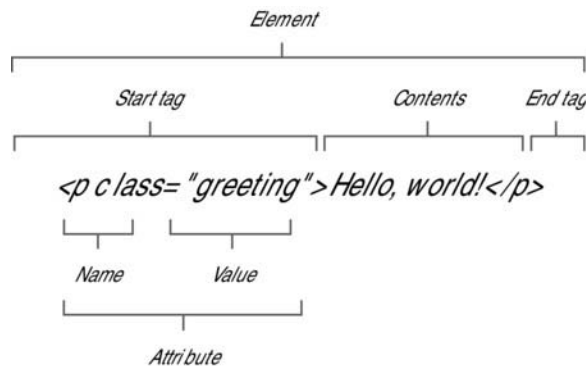 Element
Start tag Contents End tag
<p class="greeting">Hello, world!</p>
Name Value
Attribute